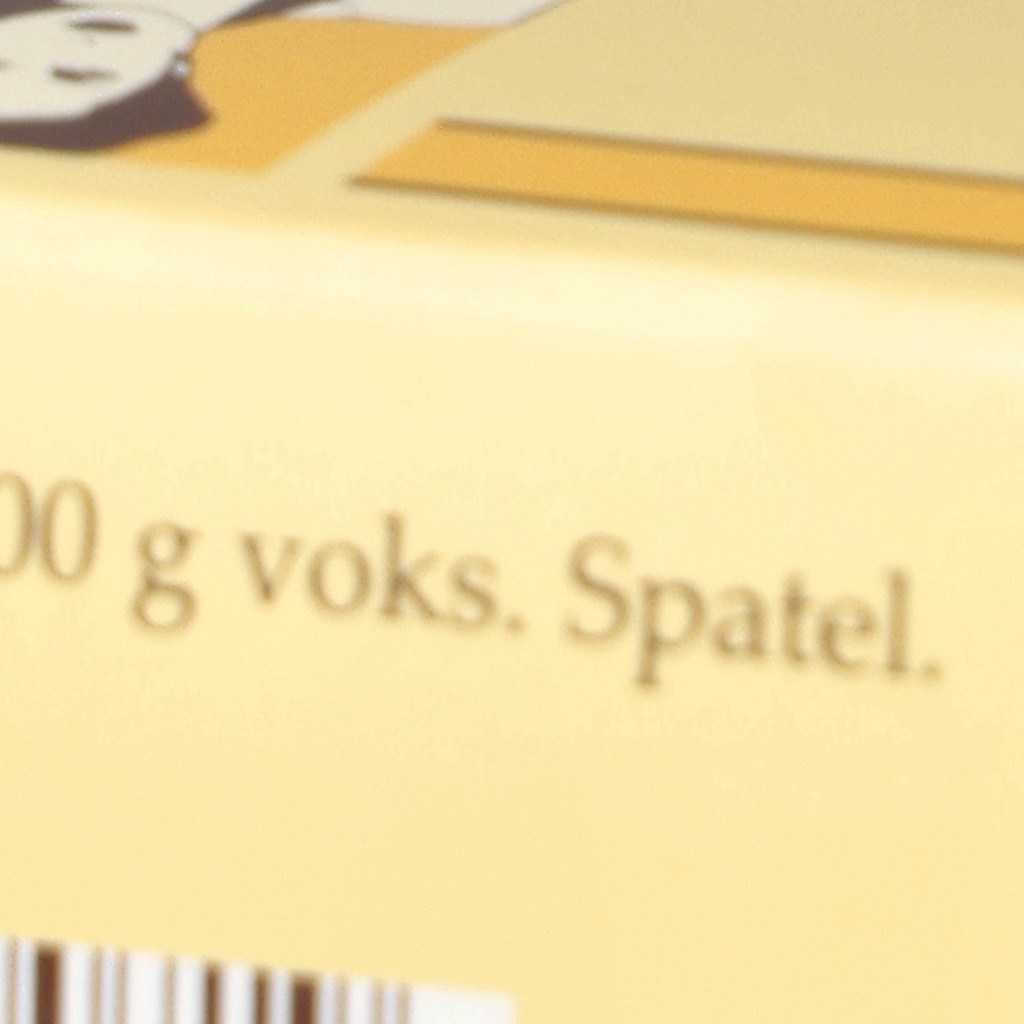 00 g voks. Spatel.